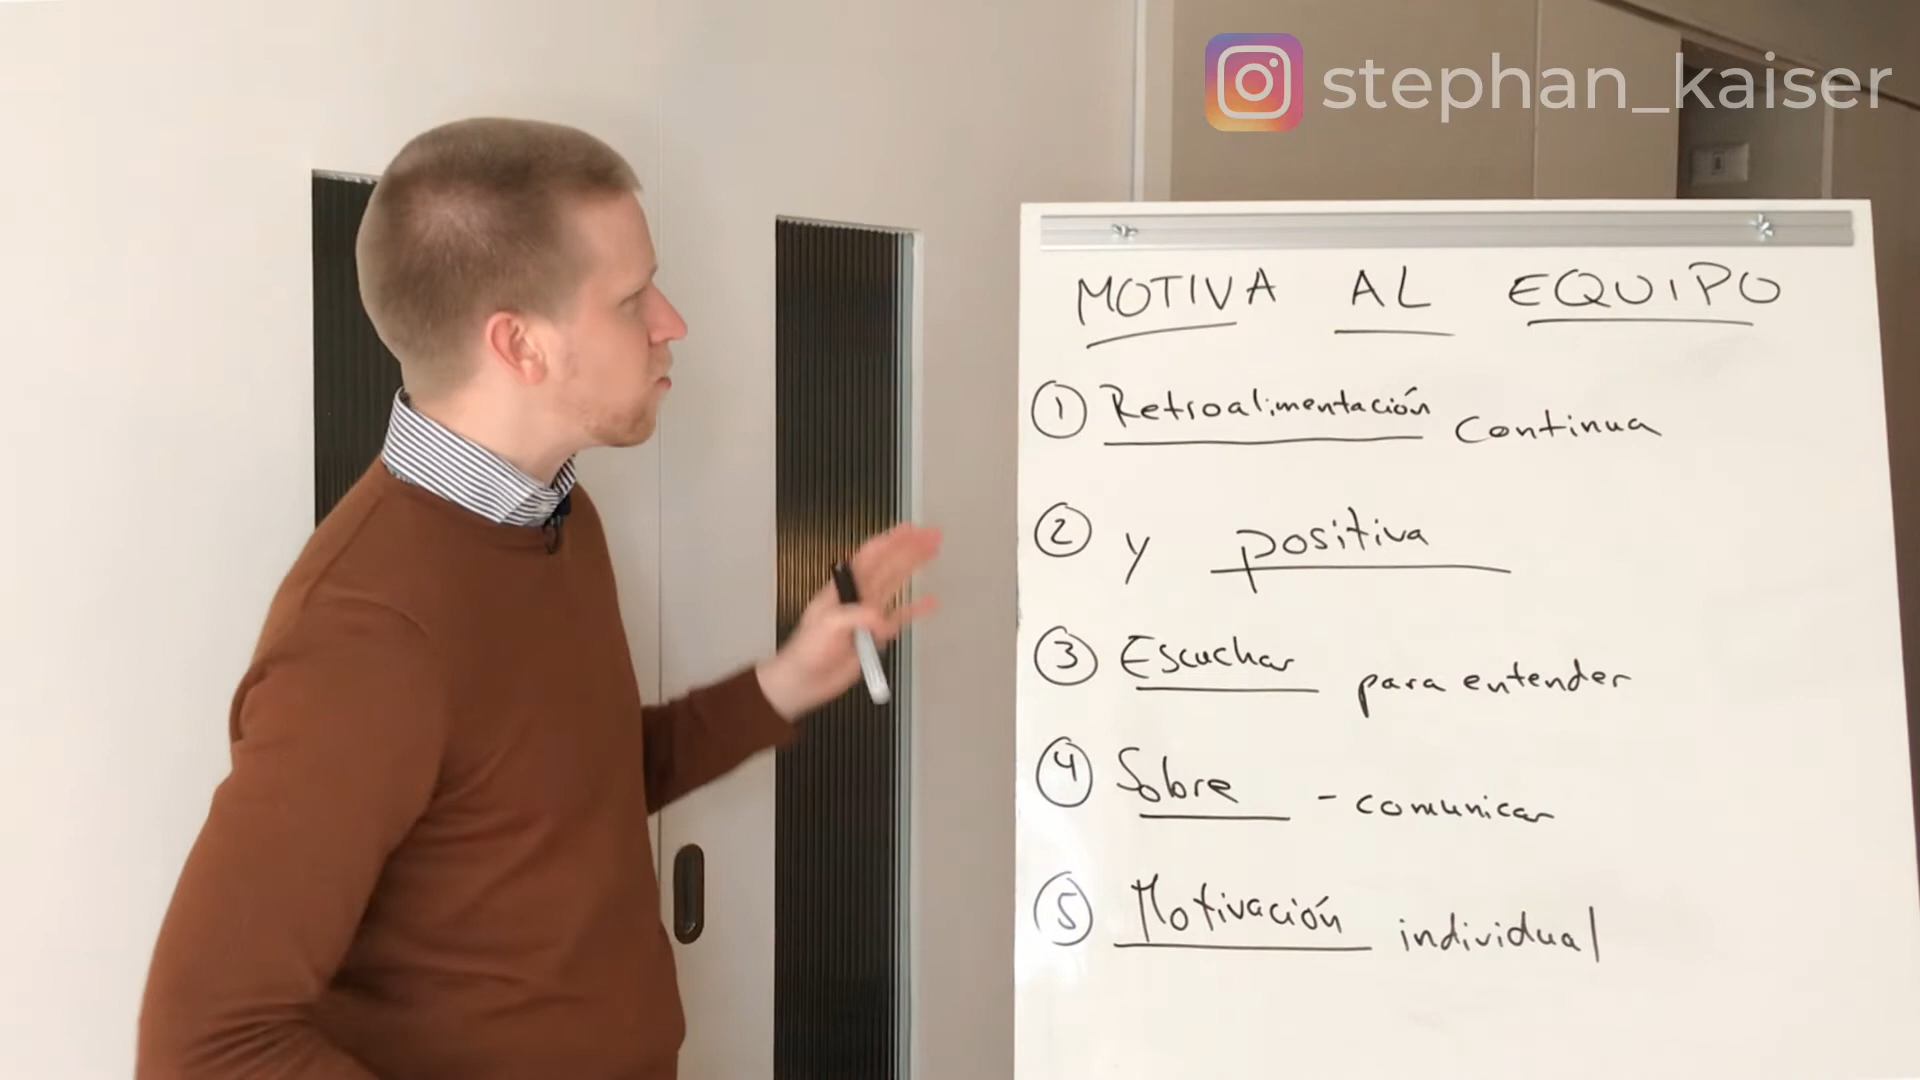 stephan_kaiser
MOTIVA AL EQUIPO
① Retroalimentación continua
② y positiva
③ Escuchar para entender
④ Sobre - comunicar
⑤ Motivación individual